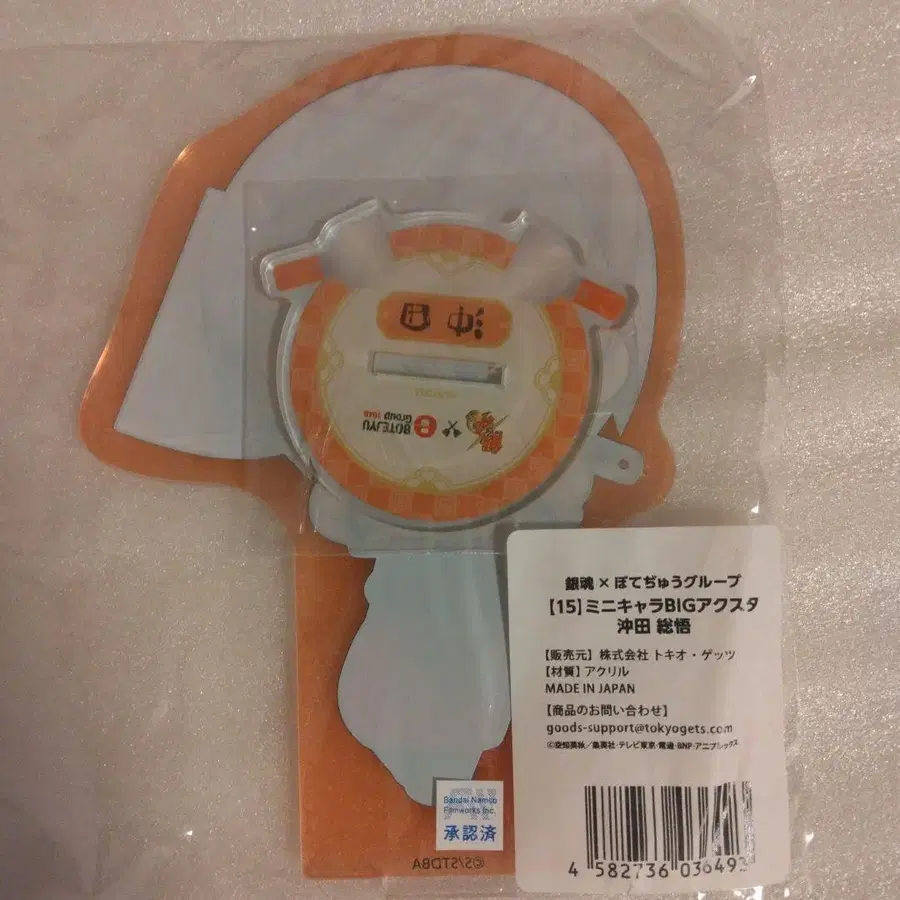 BOTEJYU
Group 1946
銀魂
銀魂×ぼてぢゅうグループ
【15】ミニキャラBIGアクスタ
沖田 総悟
【販売元】株式会社 トキオ・ゲッツ
【材質】アクリル
MADE IN JAPAN
【商品のお問い合わせ】
goods-support@tokyogets.com
©空知英秋/集英社・テレビ東京・電通・BNP・アニプレックス
Bandai Namco
Fanworks Inc.
承認済
©S/STDBA
4 582736 036493